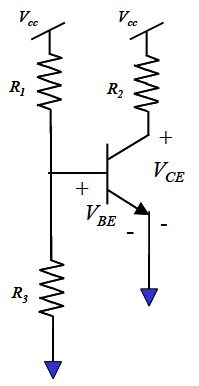 Vcc Vcc
R1 R2
+
+ VCE
VBE
- -
R3